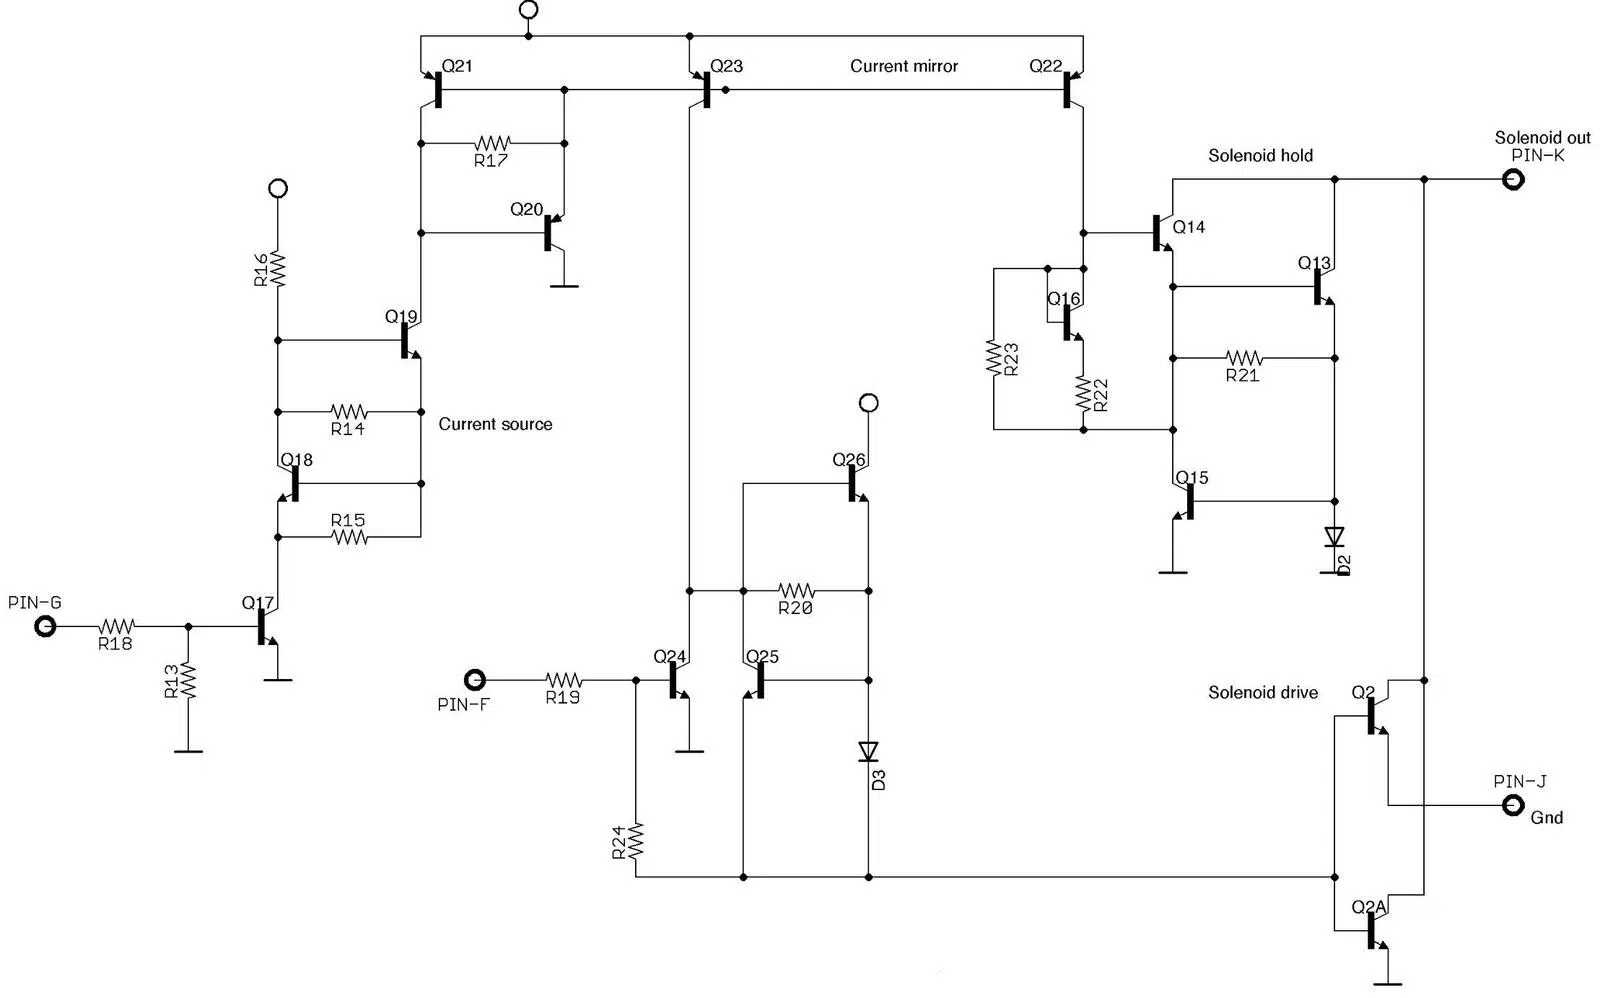 Q21
Q23
Current mirror
Q22
Solenoid out
PIN-K
Solenoid hold
R17
Q20
Q14
R16
Q13
Q16
Q19
R23
R22
R21
R14
Current source
Q18
Q26
Q15
R15
D2
PIN-G
Q17
R20
R18
R13
Q24
Q25
PIN-F
R19
Solenoid drive
Q2
D3
PIN-J
Gnd
R24
Q2A